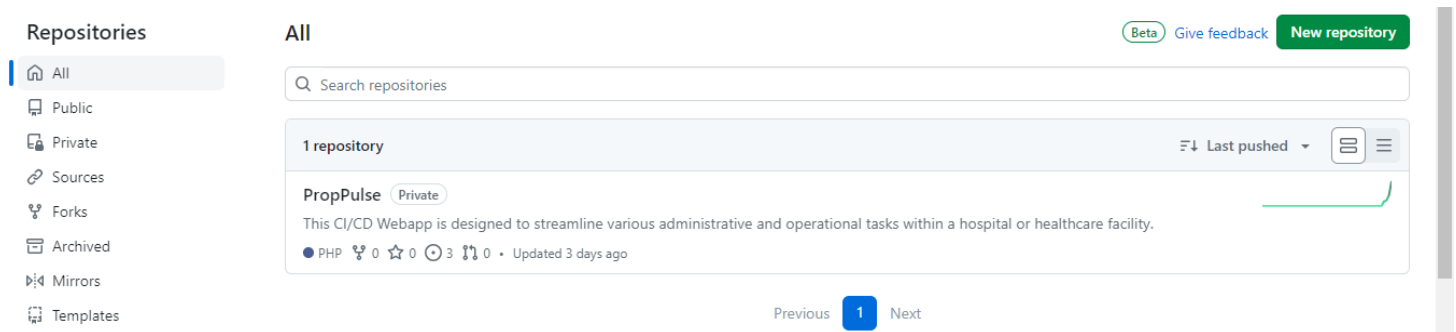 Repositories
All
Public
Private
Sources
Forks
Archived
Mirrors
Templates
All
Beta Give feedback New repository
Search repositories
1 repository Last pushed
PropPulse Private
This CI/CD Webapp is designed to streamline various administrative and operational tasks within a hospital or healthcare facility.
PHP 0 0 3 0 • Updated 3 days ago
Previous 1 Next